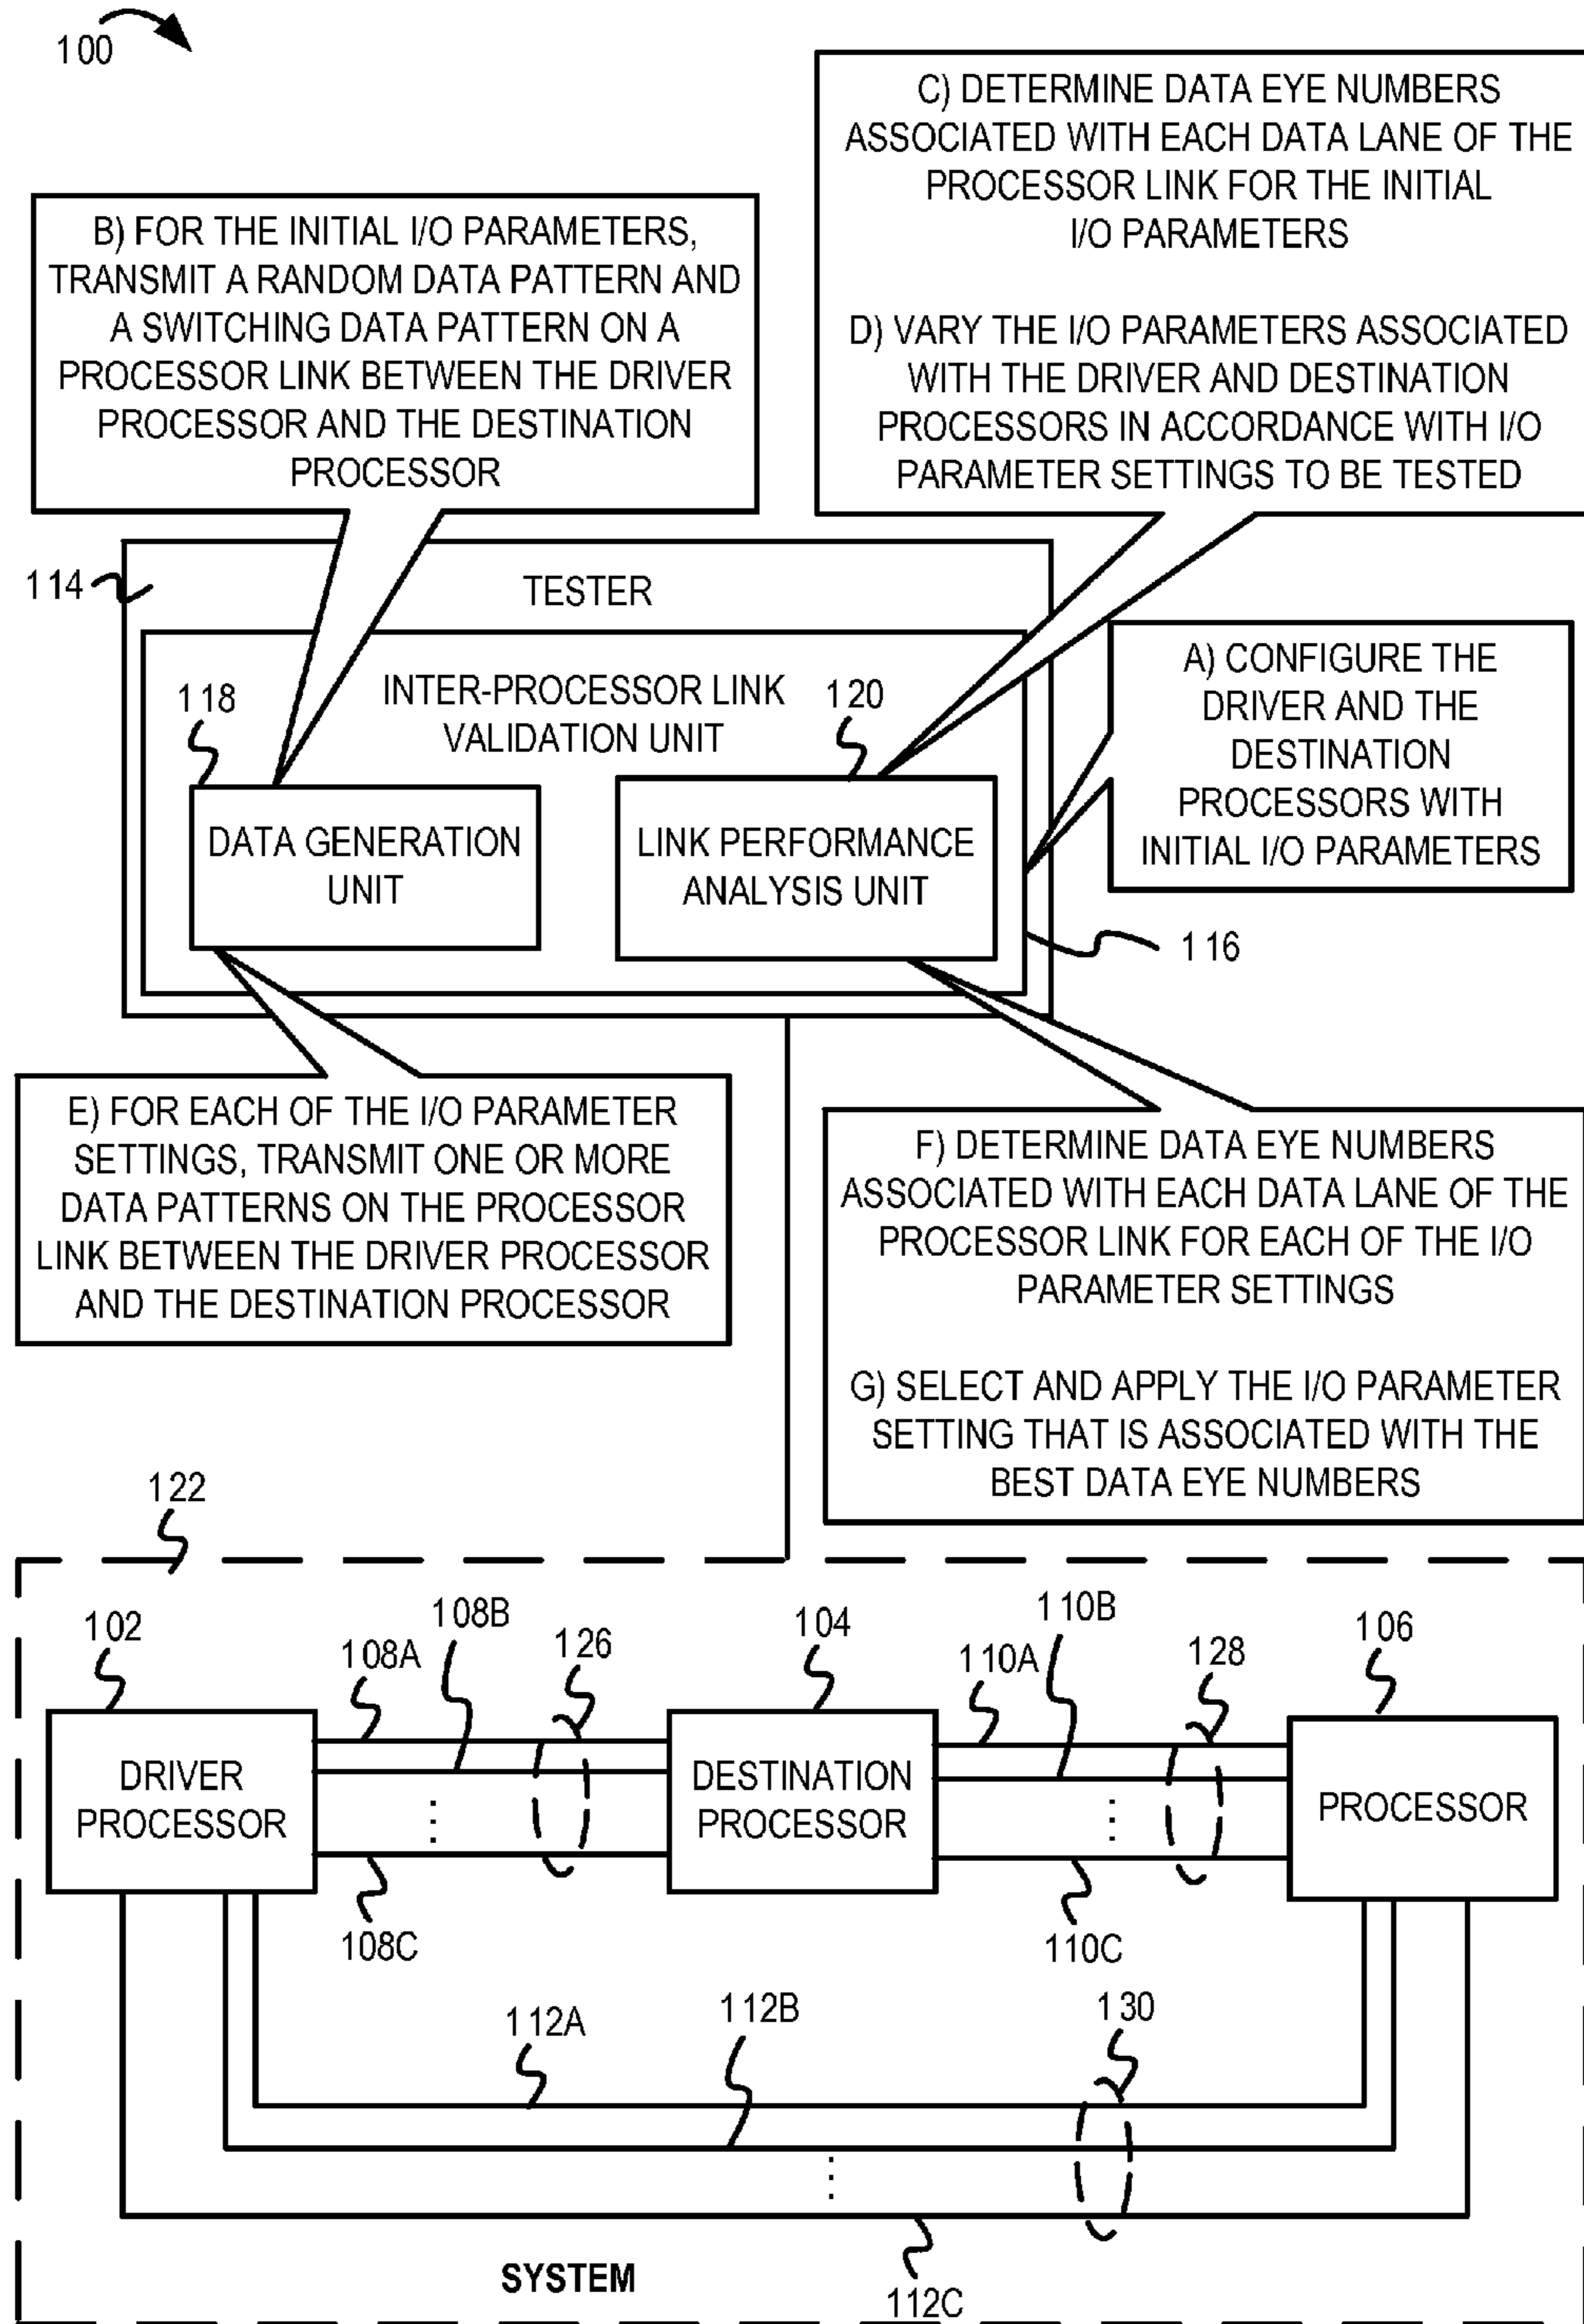 100
C) DETERMINE DATA EYE NUMBERS
ASSOCIATED WITH EACH DATA LANE OF THE
PROCESSOR LINK FOR THE INITIAL
I/O PARAMETERS
D) VARY THE I/O PARAMETERS ASSOCIATED
WITH THE DRIVER AND DESTINATION
PROCESSORS IN ACCORDANCE WITH I/O
PARAMETER SETTINGS TO BE TESTED
B) FOR THE INITIAL I/O PARAMETERS,
TRANSMIT A RANDOM DATA PATTERN AND
A SWITCHING DATA PATTERN ON A
PROCESSOR LINK BETWEEN THE DRIVER
PROCESSOR AND THE DESTINATION
PROCESSOR
114
TESTER
A) CONFIGURE THE
DRIVER AND THE
DESTINATION
PROCESSORS WITH
INITIAL I/O PARAMETERS
118
INTER-PROCESSOR LINK
VALIDATION UNIT
120
DATA GENERATION
UNIT
LINK PERFORMANCE
ANALYSIS UNIT
116
E) FOR EACH OF THE I/O PARAMETER
SETTINGS, TRANSMIT ONE OR MORE
DATA PATTERNS ON THE PROCESSOR
LINK BETWEEN THE DRIVER PROCESSOR
AND THE DESTINATION PROCESSOR
F) DETERMINE DATA EYE NUMBERS
ASSOCIATED WITH EACH DATA LANE OF THE
PROCESSOR LINK FOR EACH OF THE I/O
PARAMETER SETTINGS
G) SELECT AND APPLY THE I/O PARAMETER
SETTING THAT IS ASSOCIATED WITH THE
BEST DATA EYE NUMBERS
122
102
108A
108B
126
104
110A
110B
128
106
DRIVER
PROCESSOR
DESTINATION
PROCESSOR
PROCESSOR
108C
110C
112A
112B
130
SYSTEM
112C